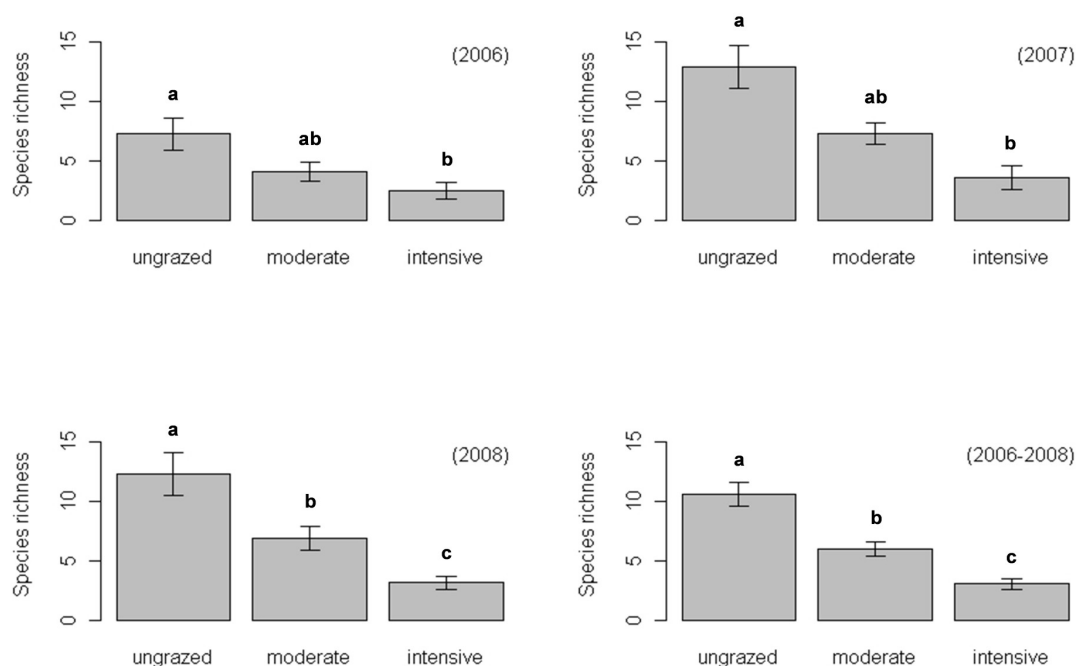 Species richness
15
10
5
0
(2006)
a
ab
b
ungrazed moderate intensive
Species richness
15
10
5
0
(2007)
a
ab
b
ungrazed moderate intensive
Species richness
15
10
5
0
(2008)
a
b
c
ungrazed moderate intensive
Species richness
15
10
5
0
(2006-2008)
a
b
c
ungrazed moderate intensive